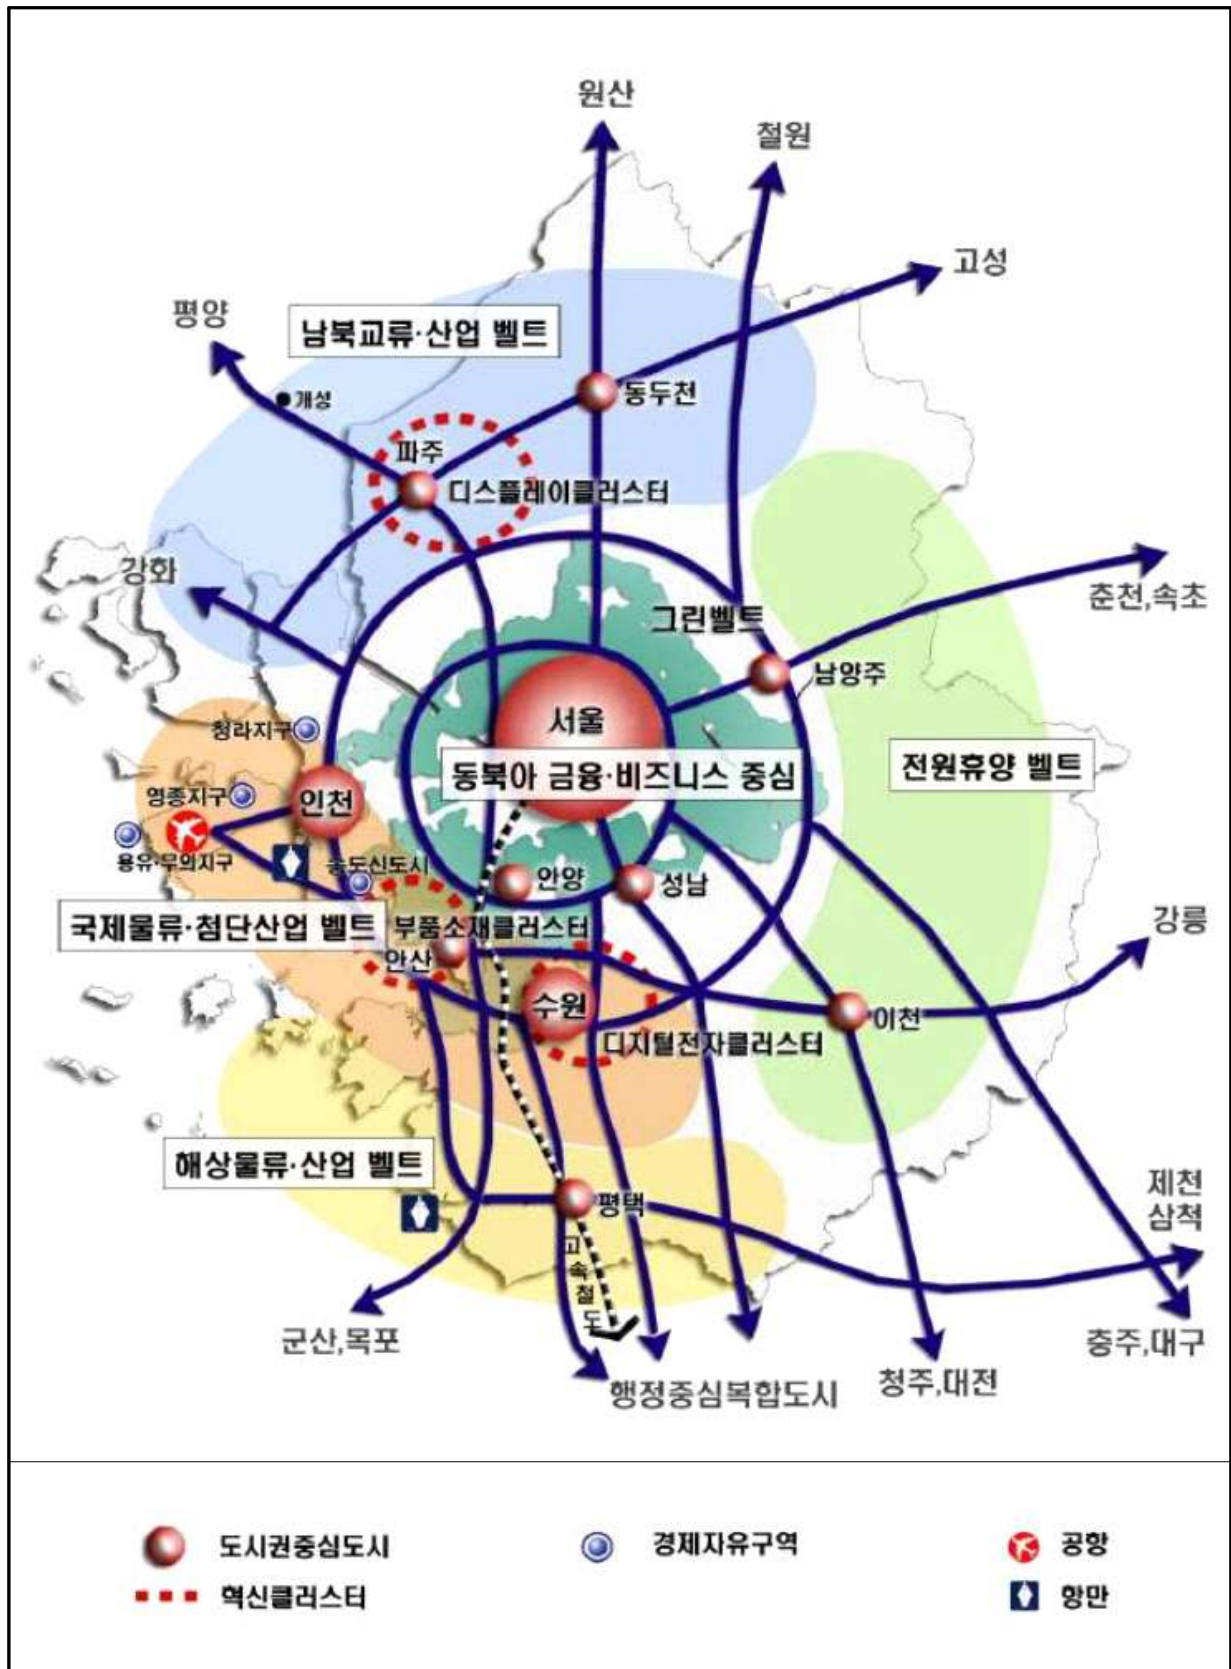 원산
철원
고성
평양
남북교류·산업 벨트
개성
동두천
파주
디스플레이클러스터
강화
춘천,속초
그린벨트
남양주
서울
청라지구
전원휴양 벨트
동북아 금융·비즈니스 중심
영종지구
인천
용유·무의지구
송도신도시
안양
성남
국제물류·첨단산업 벨트
부품소재클러스터
강릉
안산
수원
이천
디지털전자클러스터
해상물류·산업 벨트
제천
삼척
평택
고속철도
군산,목포
충주,대구
행정중심복합도시
청주,대전
도시권중심도시
경제자유구역
공항
혁신클러스터
항만